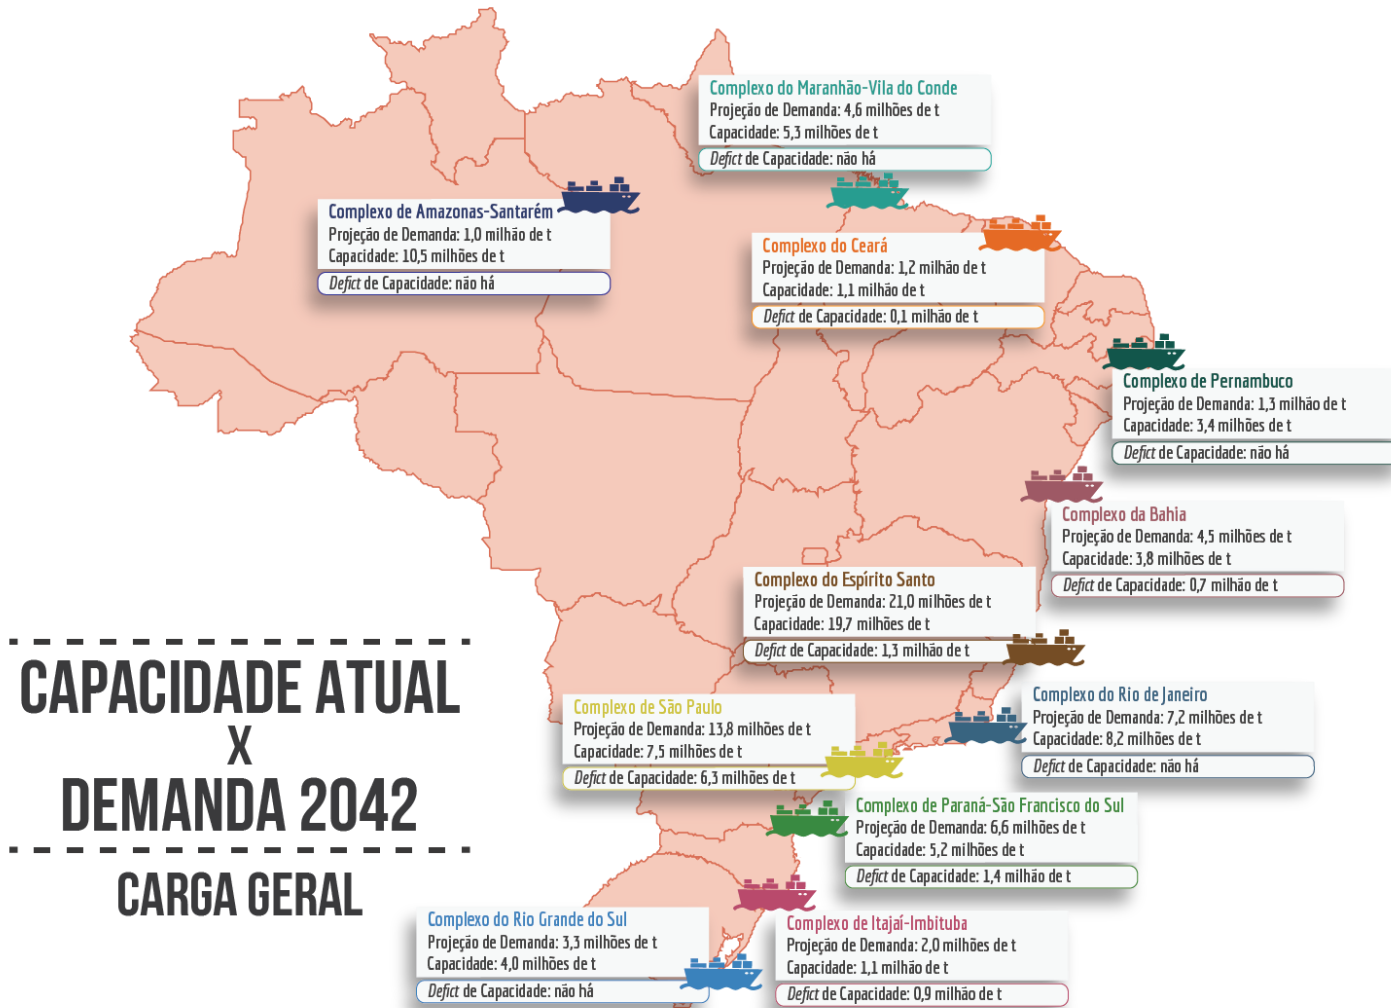 Complexo do Maranhão-Vila do Conde
Projeção de Demanda: 4,6 milhões de t
Capacidade: 5,3 milhões de t
Defict de Capacidade: não há
Complexo de Amazonas-Santarém
Projeção de Demanda: 1,0 milhão de t
Capacidade: 10,5 milhões de t
Defict de Capacidade: não há
Complexo do Ceará
Projeção de Demanda: 1,2 milhão de t
Capacidade: 1,1 milhão de t
Defict de Capacidade: 0,1 milhão de t
Complexo de Pernambuco
Projeção de Demanda: 1,3 milhão de t
Capacidade: 3,4 milhões de t
Defict de Capacidade: não há
Complexo da Bahia
Projeção de Demanda: 4,5 milhões de t
Capacidade: 3,8 milhões de t
Defict de Capacidade: 0,7 milhão de t
Complexo do Espírito Santo
Projeção de Demanda: 21,0 milhões de t
Capacidade: 19,7 milhões de t
Defict de Capacidade: 1,3 milhão de t
Complexo do Rio de Janeiro
Projeção de Demanda: 7,2 milhões de t
Capacidade: 8,2 milhões de t
Defict de Capacidade: não há
Complexo de São Paulo
Projeção de Demanda: 13,8 milhões de t
Capacidade: 7,5 milhões de t
Defict de Capacidade: 6,3 milhões de t
Complexo de Paraná-São Francisco do Sul
Projeção de Demanda: 6,6 milhões de t
Capacidade: 5,2 milhões de t
Defict de Capacidade: 1,4 milhão de t
Complexo de Itajaí-Imbituba
Projeção de Demanda: 2,0 milhões de t
Capacidade: 1,1 milhão de t
Defict de Capacidade: 0,9 milhão de t
Complexo do Rio Grande do Sul
Projeção de Demanda: 3,3 milhões de t
Capacidade: 4,0 milhões de t
Defict de Capacidade: não há
CAPACIDADE ATUAL
X
DEMANDA 2042
CARGA GERAL